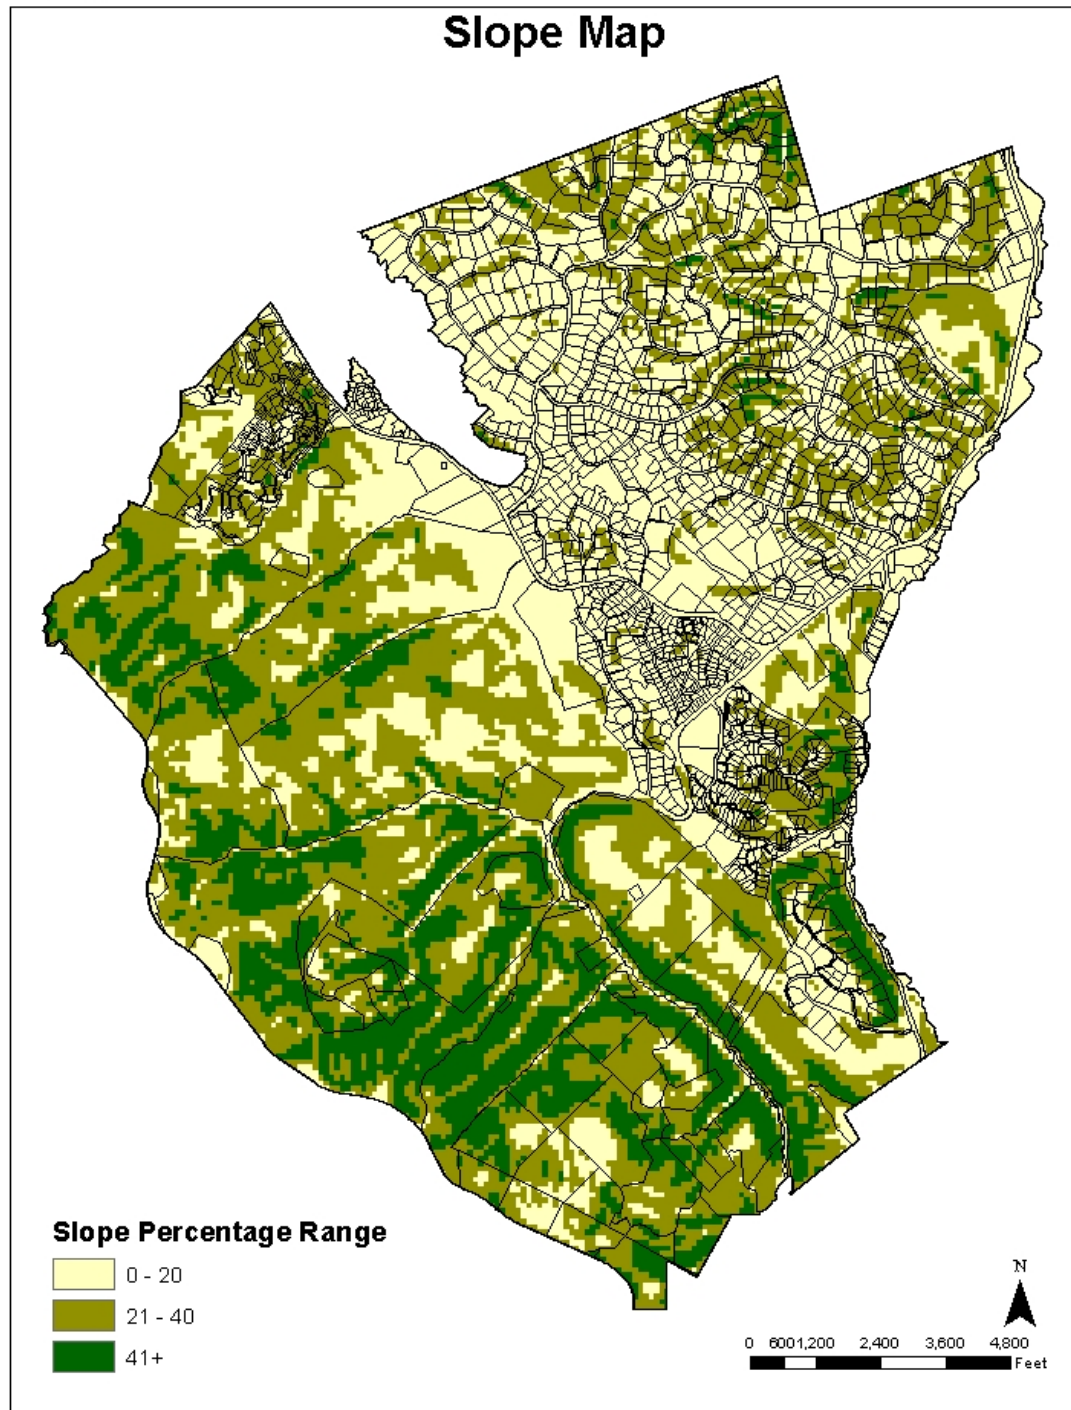 Slope Map
Slope Percentage Range
0 - 20
21 - 40
41+
N
0 6001,200 2,400 3,600 4,800
Feet